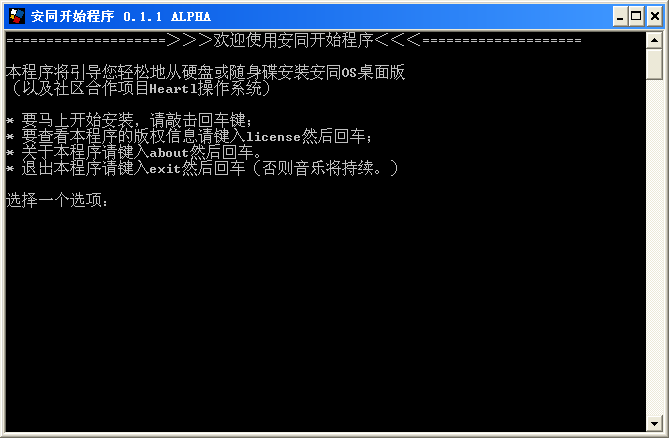 安同开始程序 0.1.1 ALPHA
====================＞＞＞欢迎使用安同开始程序＜＜＜====================
本程序将引导您轻松地从硬盘或随身碟安装安同OS桌面版
（以及社区合作项目Heartl操作系统）
* 要马上开始安装，请敲击回车键；
* 要查看本程序的版权信息请键入license然后回车；
* 关于本程序请键入about然后回车。
* 退出本程序请键入exit然后回车（否则音乐将持续。）
选择一个选项：